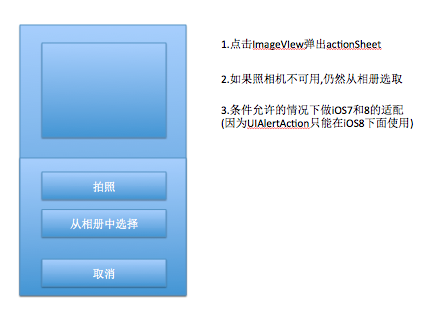 1.点击ImageVIew弹出actionSheet
2.如果照相机不可用,仍然从相册选取
3.条件允许的情况下做iOS7和8的适配
(因为UIAlertAction只能在iOS8下面使用)
拍照
从相册中选择
取消